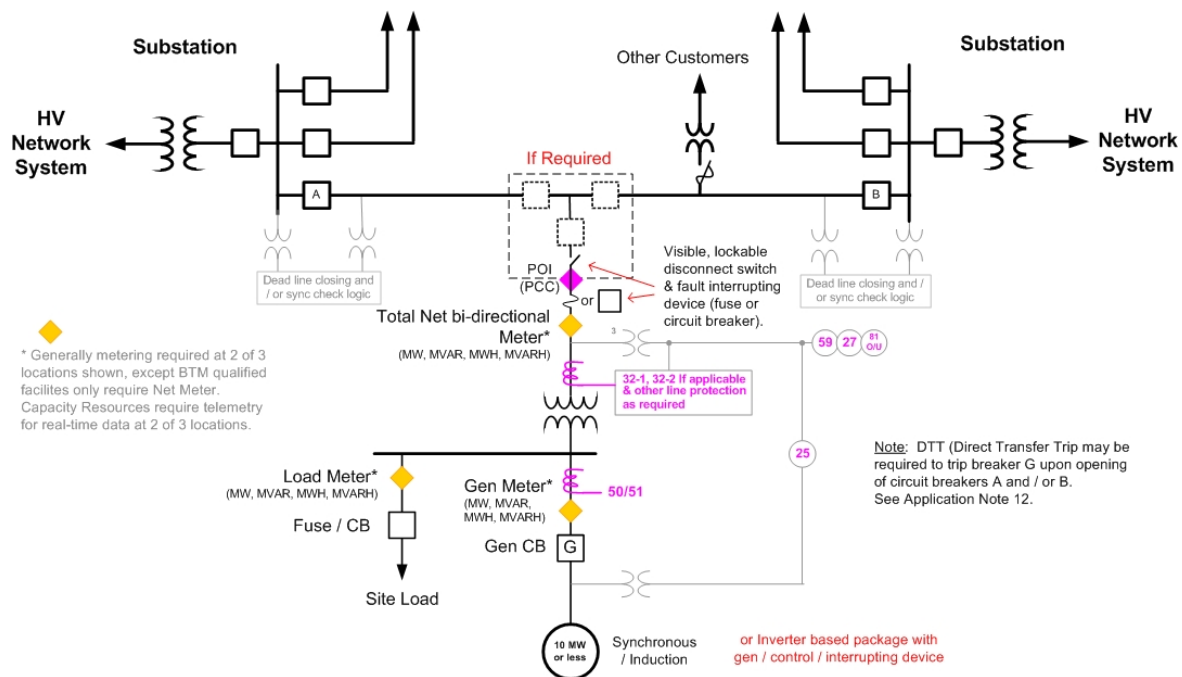 Substation
Substation
Other Customers
HV
Network
System
HV
Network
System
If Required
A
B
Dead line closing and
/ or sync check logic
POI
(PCC)
or
Visible, lockable
disconnect switch
& fault interrupting
device (fuse or
circuit breaker).
Dead line closing and /
or sync check logic
Total Net bi-directional
Meter*
(MW, MVAR, MWH, MVARH)
3
59
27
81
O/U
* Generally metering required at 2 of 3
locations shown, except BTM qualified
facilites only require Net Meter.
Capacity Resources require telemetry
for real-time data at 2 of 3 locations.
32-1, 32-2 If applicable
& other line protection
as required
25
Note: DTT (Direct Transfer Trip may be
required to trip breaker G upon opening
of circuit breakers A and / or B.
See Application Note 12.
Load Meter*
(MW, MVAR, MWH, MVARH)
Gen Meter*
(MW, MVAR,
MWH, MVARH)
50/51
Fuse / CB
Gen CB
G
Site Load
10 MW
or less
Synchronous
/ Induction
or Inverter based package with
gen / control / interrupting device